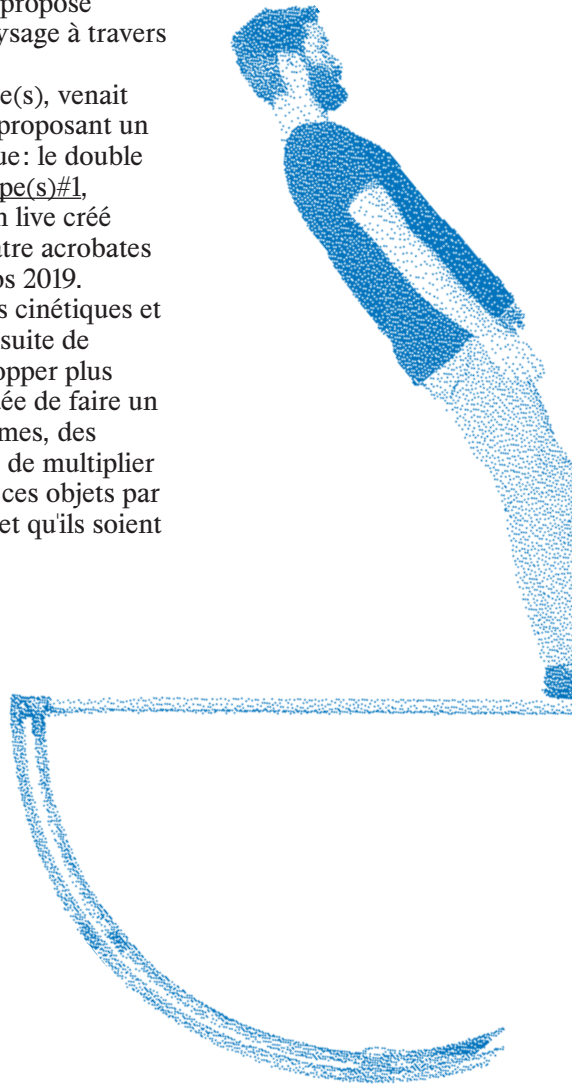 propose
ysage à travers
e(s), venait
proposant un
ue: le double
pe(s)#1,
n live créé
tre acrobates
ps 2019.
s cinétiques et
suite de
opper plus
ée de faire un
mes, des
de multiplier
ces objets par
et qu'ils soient